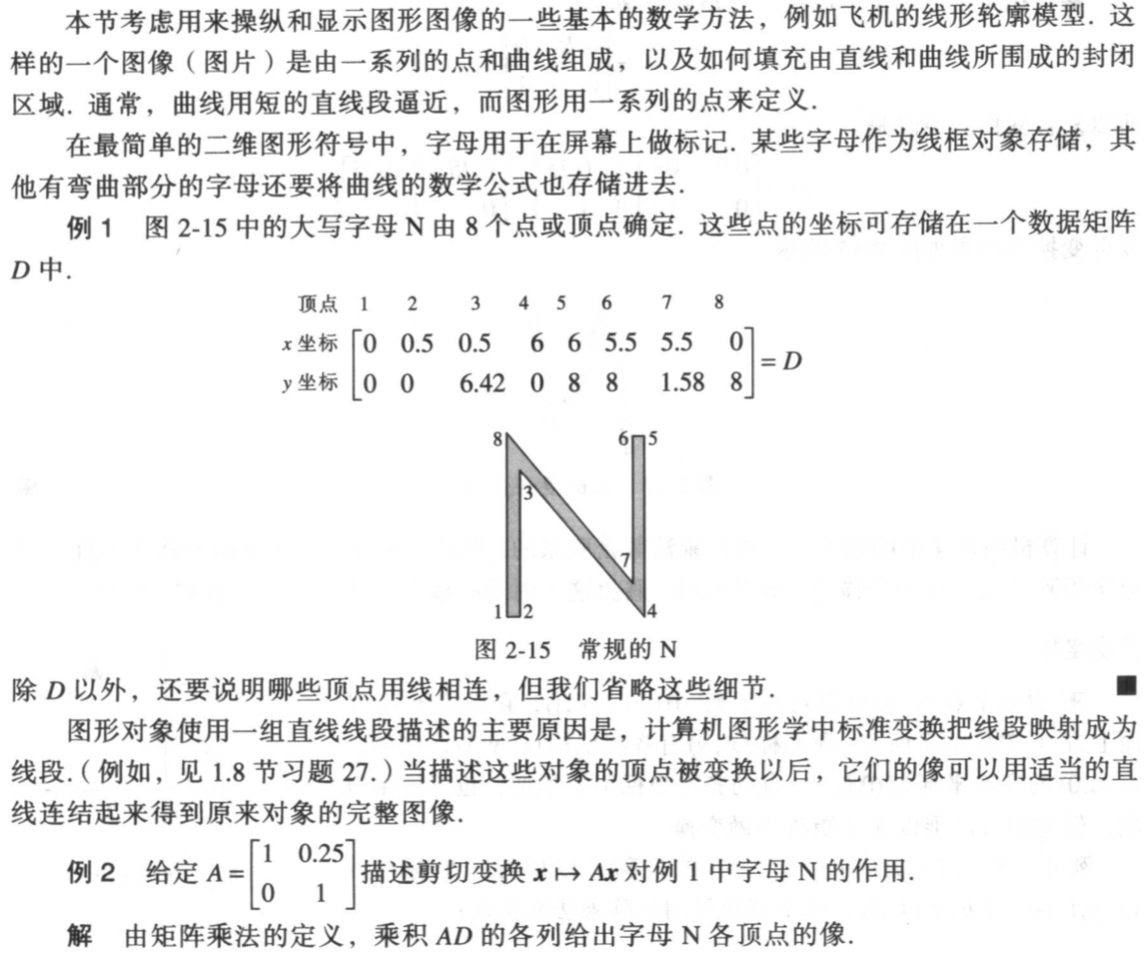 本节考虑用来操纵和显示图形图像的一些基本的数学方法，例如飞机的线形轮廓模型. 这
样的一个图像（图片）是由一系列的点和曲线组成，以及如何填充由直线和曲线所围成的封闭
区域. 通常，曲线用短的直线段逼近，而图形用一系列的点来定义.
在最简单的二维图形符号中，字母用于在屏幕上做标记. 某些字母作为线框对象存储，其
他有弯曲部分的字母还要将曲线的数学公式也存储进去.
例 1 图 2-15 中的大写字母 N 由 8 个点或顶点确定. 这些点的坐标可存储在一个数据矩阵
D 中.
顶点 1 2 3 4 5 6 7 8
x 坐标 [0 0.5 0.5 6 6 5.5 5.5 0]
= D
y 坐标 [0 0 6.42 0 8 8 1.58 8]
8 6 5
3
7
1 2 4
图 2-15 常规的 N
除 D 以外，还要说明哪些顶点用线相连，但我们省略这些细节.
图形对象使用一组直线线段描述的主要原因是，计算机图形学中标准变换把线段映射成为
线段.（例如，见 1.8 节习题 27.）当描述这些对象的顶点被变换以后，它们的像可以用适当的直
线连结起来得到原来对象的完整图像.
例 2 给定 A = [1 0.25; 0 1] 描述剪切变换 x ↦ Ax 对例 1 中字母 N 的作用.
解 由矩阵乘法的定义，乘积 AD 的各列给出字母 N 各顶点的像.